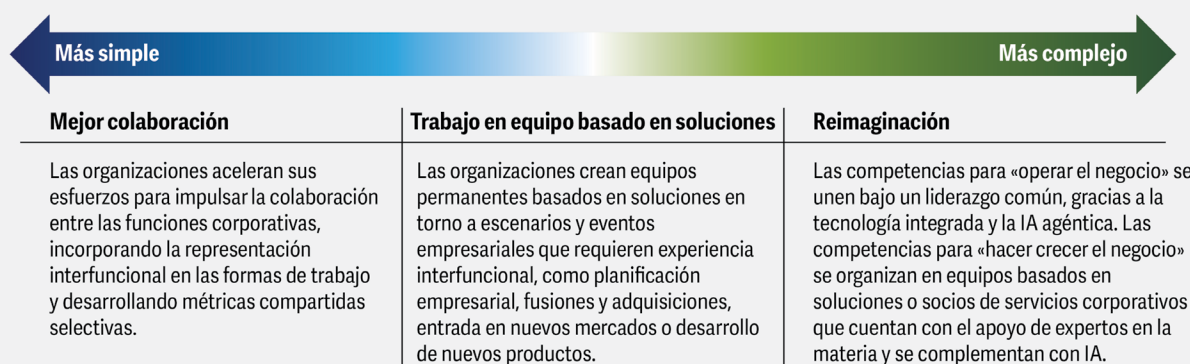 Más simple
Más complejo
Mejor colaboración
Las organizaciones aceleran sus
esfuerzos para impulsar la colaboración
entre las funciones corporativas,
incorporando la representación
interfuncional en las formas de trabajo
y desarrollando métricas compartidas
selectivas.
Trabajo en equipo basado en soluciones
Las organizaciones crean equipos
permanentes basados en soluciones en
torno a escenarios y eventos
empresariales que requieren experiencia
interfuncional, como planificación
empresarial, fusiones y adquisiciones,
entrada en nuevos mercados o desarrollo
de nuevos productos.
Reimaginación
Las competencias para «operar el negocio» se
unen bajo un liderazgo común, gracias a la
tecnología integrada y la IA agéntica. Las
competencias para «hacer crecer el negocio»
se organizan en equipos basados en
soluciones o socios de servicios corporativos
que cuentan con el apoyo de expertos en la
materia y se complementan con IA.